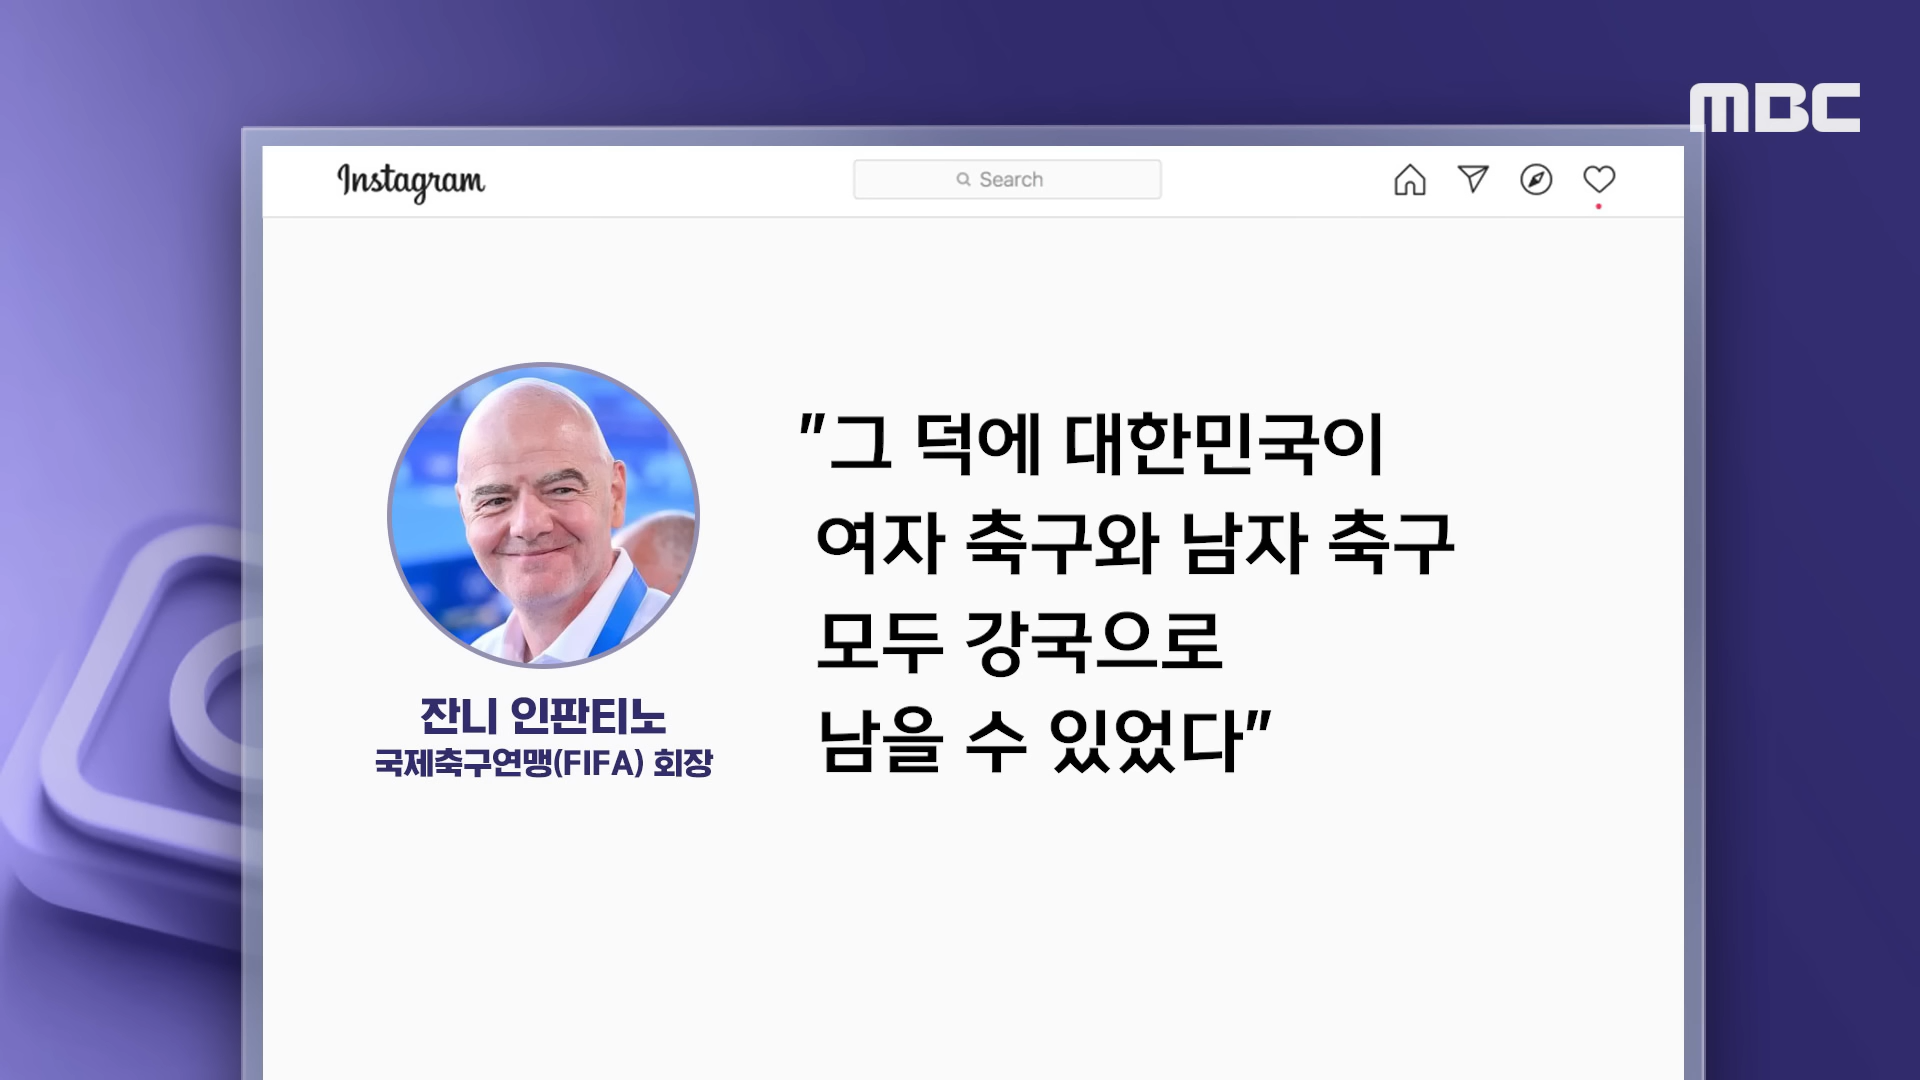 MBC
Instagram
Search
"그 덕에 대한민국이
여자 축구와 남자 축구
모두 강국으로
남을 수 있었다"
잔니 인판티노
국제축구연맹(FIFA) 회장